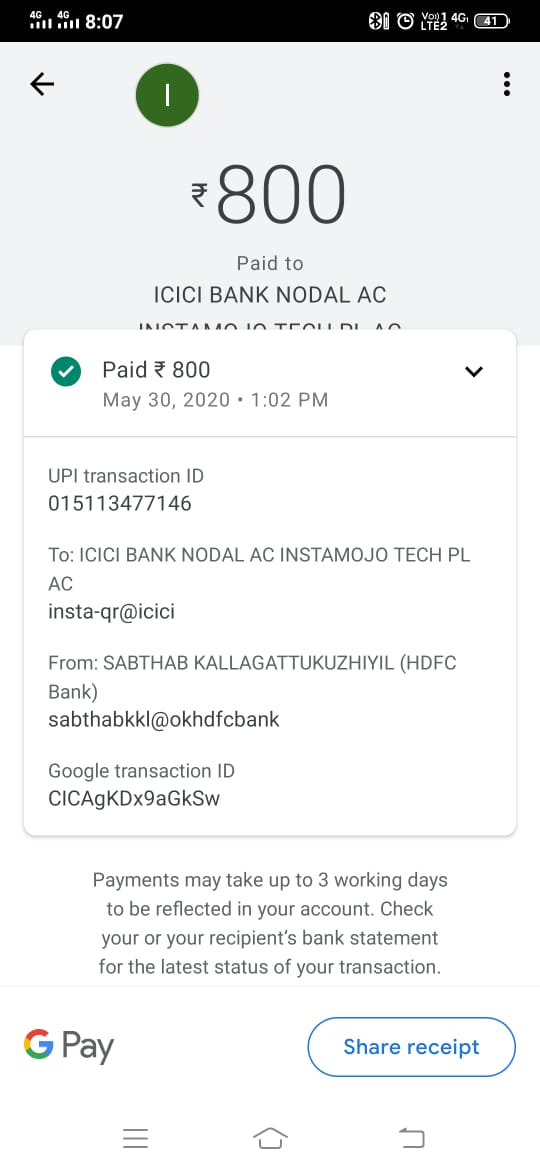 4G 4G 8:07 Vo)) 1 4G 41
LTE2
I
₹800
Paid to
ICICI BANK NODAL AC
INSTAMOJO TECH PL AC
Paid ₹ 800
May 30, 2020 • 1:02 PM
UPI transaction ID
015113477146
To: ICICI BANK NODAL AC INSTAMOJO TECH PL
AC
insta-qr@icici
From: SABTHAB KALLAGATTUKUZHIYIL (HDFC
Bank)
sabthabkkl@okhdfcbank
Google transaction ID
CICAgKDx9aGkSw
Payments may take up to 3 working days
to be reflected in your account. Check
your or your recipient's bank statement
for the latest status of your transaction.
G Pay
Share receipt